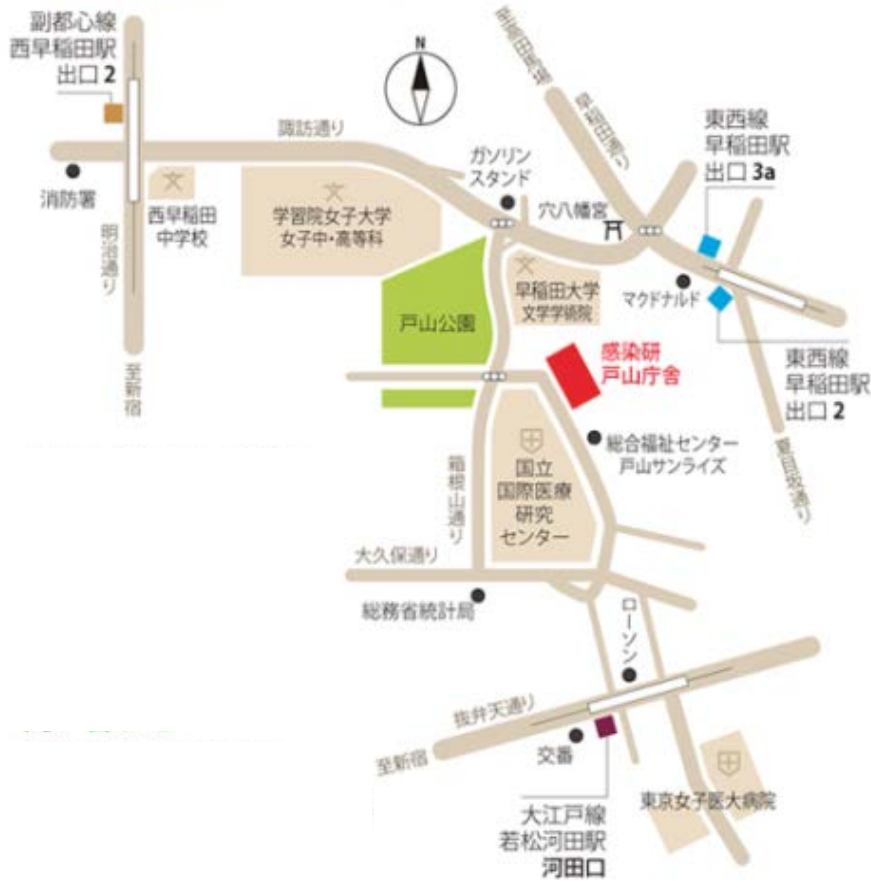 副都心線
西早稲田駅
出口 2
N
至高田馬場
早稲田通り
諏訪通り
ガソリン
スタンド
東西線
早稲田駅
出口 3a
消防署
西早稲田
中学校
学習院女子大学
女子中・高等科
穴八幡宮
明治通り
早稲田大学
文学学術院
マクドナルド
戸山公園
感染研
戸山庁舎
至新宿
東西線
早稲田駅
出口 2
総合福祉センター
戸山サンライズ
夏目坂通り
国立
国際医療
研究
センター
箱根山通り
大久保通り
総務省統計局
ローソン
抜弁天通り
至新宿
交番
東京女子医大病院
大江戸線
若松河田駅
河田口